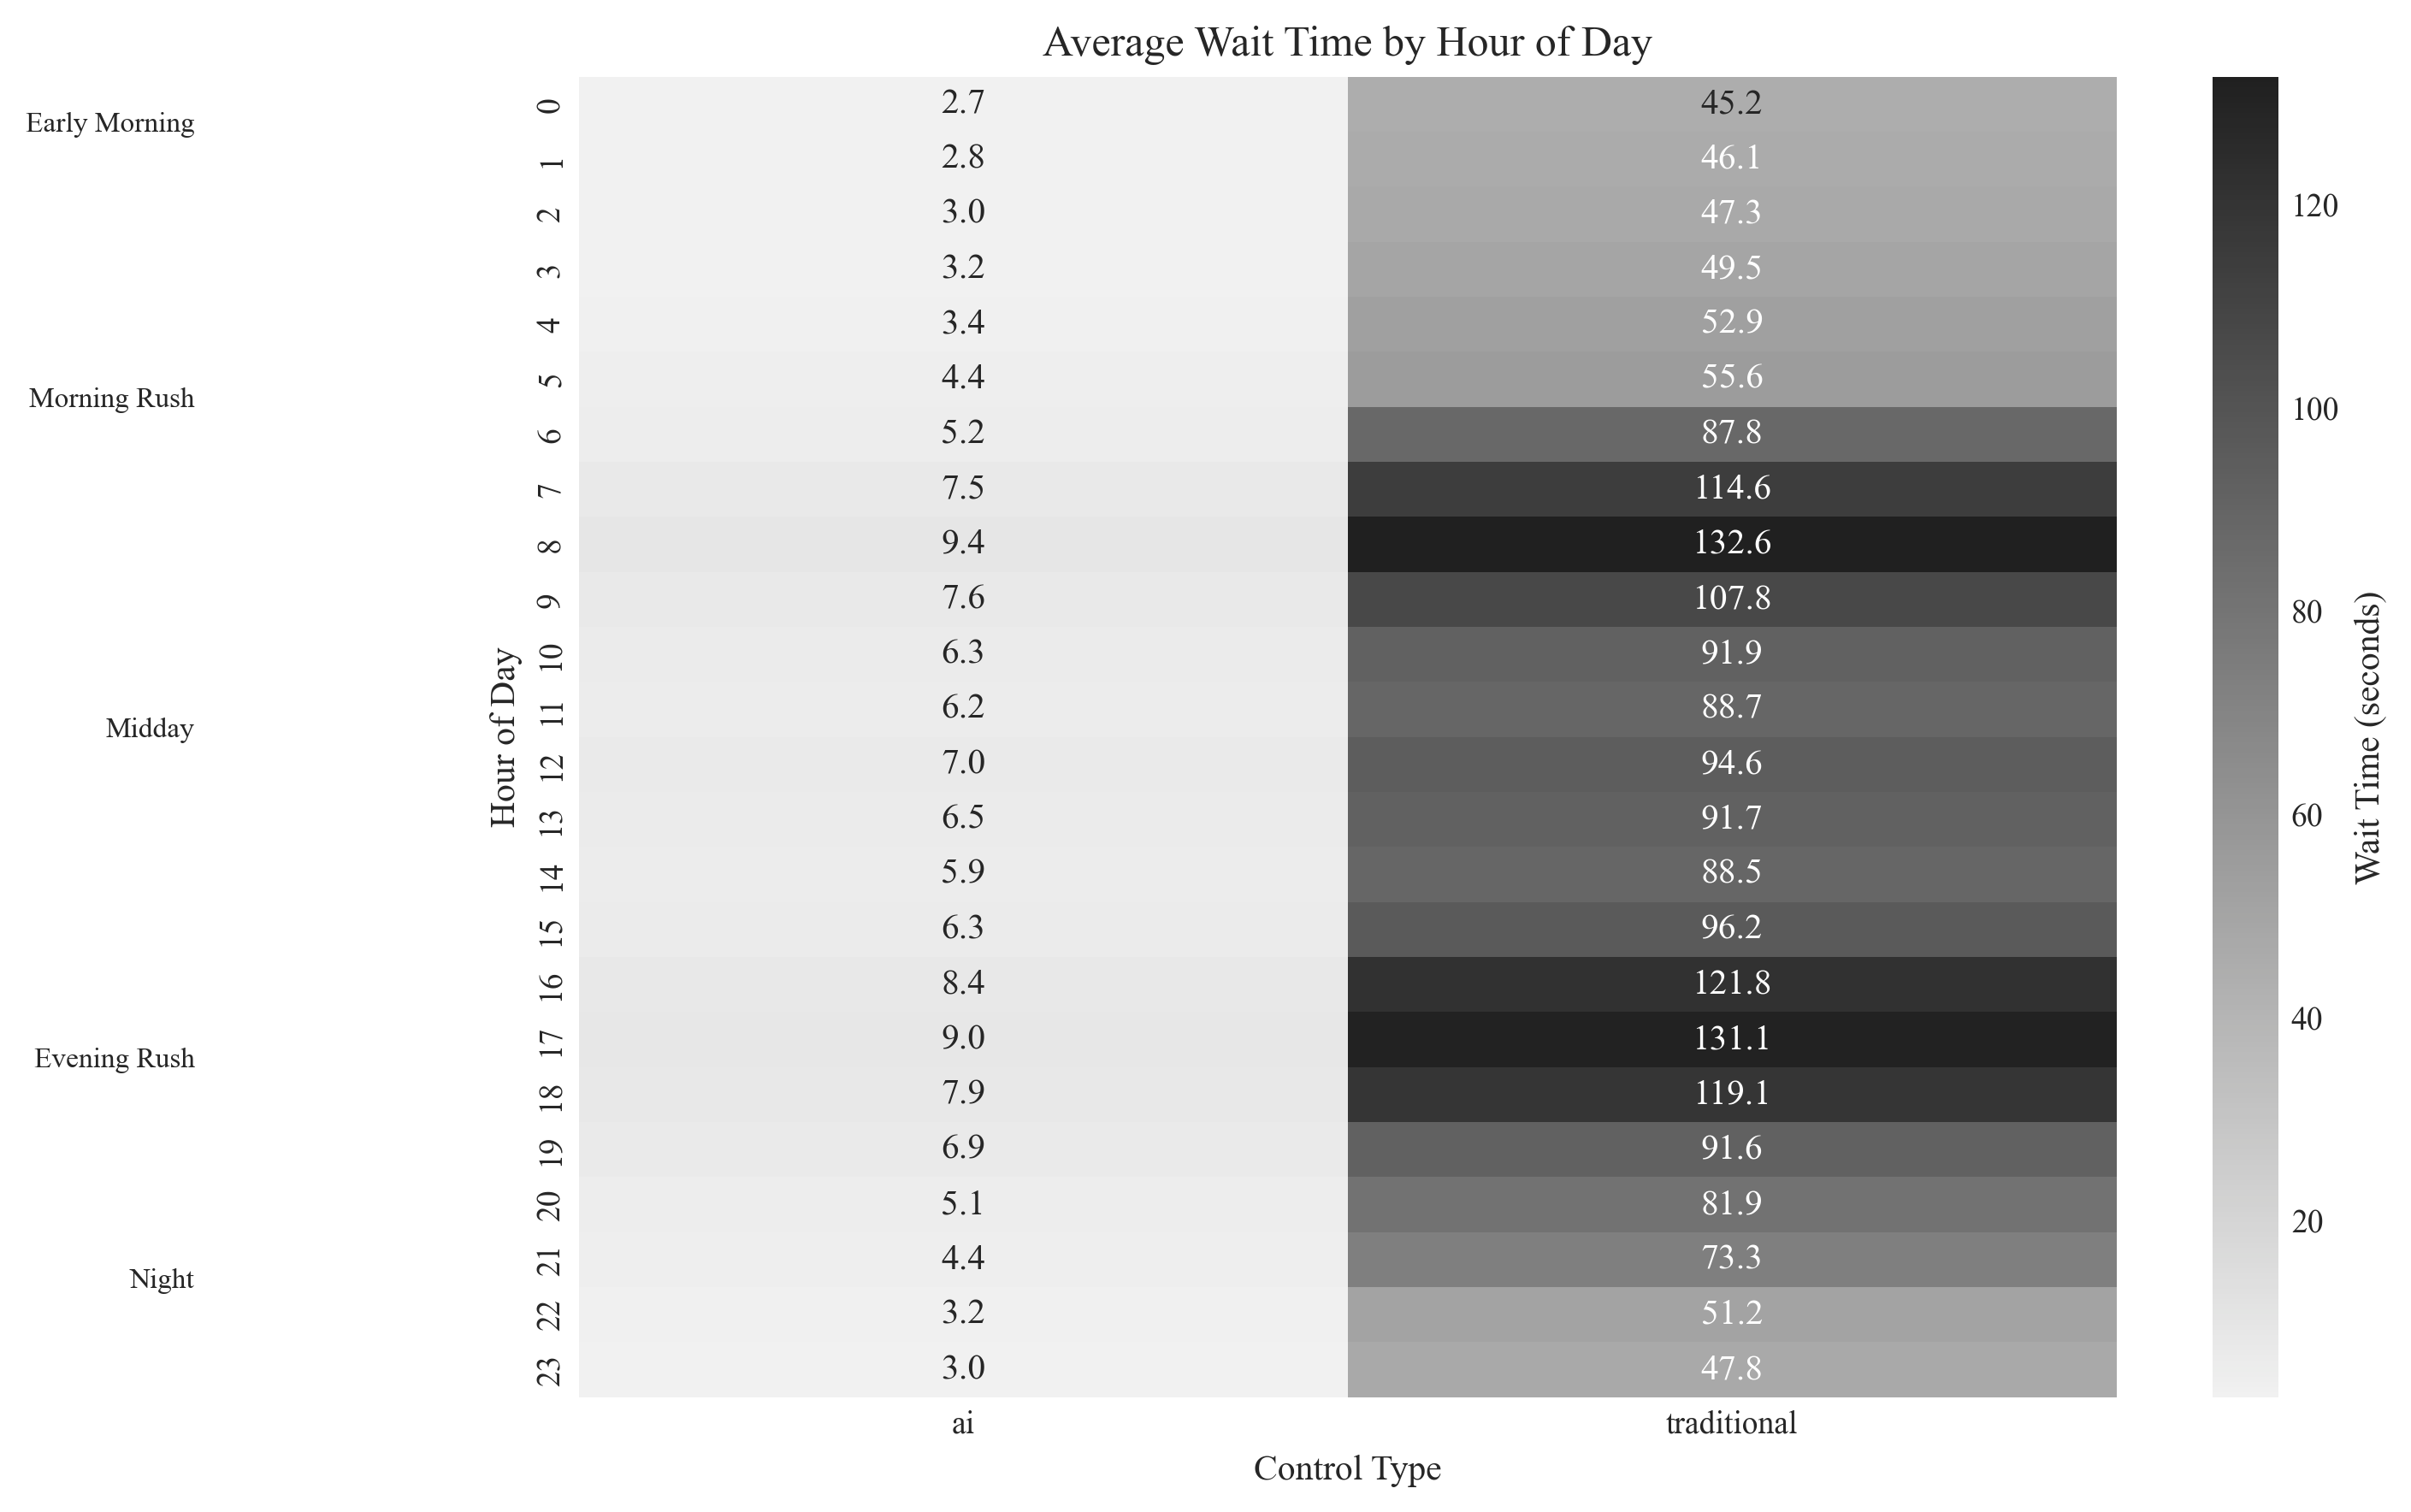 Average Wait Time by Hour of Day
Early Morning
Morning Rush
Midday
Evening Rush
Night
Hour of Day
0 2.7 45.2
1 2.8 46.1
2 3.0 47.3
3 3.2 49.5
4 3.4 52.9
5 4.4 55.6
6 5.2 87.8
7 7.5 114.6
8 9.4 132.6
9 7.6 107.8
10 6.3 91.9
11 6.2 88.7
12 7.0 94.6
13 6.5 91.7
14 5.9 88.5
15 6.3 96.2
16 8.4 121.8
17 9.0 131.1
18 7.9 119.1
19 6.9 91.6
20 5.1 81.9
21 4.4 73.3
22 3.2 51.2
23 3.0 47.8
ai traditional
Control Type
120
100
80
60
40
20
Wait Time (seconds)